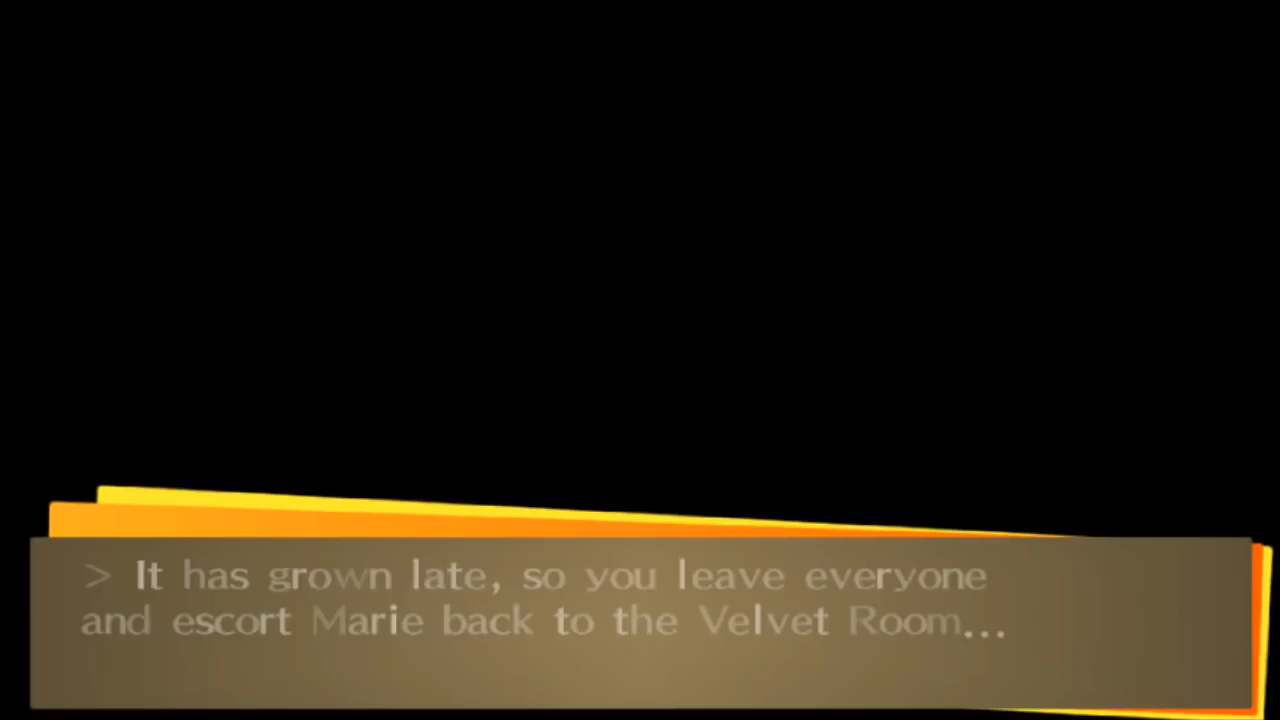 > It has grown late, so you leave everyone
and escort Marie back to the Velvet Room...